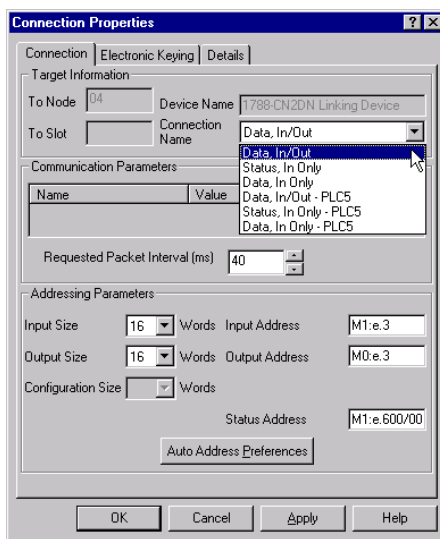 Connection Properties
Connection Electronic Keying Details
Target Information
To Node 04 Device Name 1788-CN2DN Linking Device
To Slot Connection Name Data, In/Out
Data, In/Out
Status, In Only
Data, In Only
Data, In/Out - PLC5
Status, In Only - PLC5
Data, In Only - PLC5
Communication Parameters
Name Value
Requested Packet Interval (ms) 40
Addressing Parameters
Input Size 16 Words Input Address M1:e.3
Output Size 16 Words Output Address M0:e.3
Configuration Size Words
Status Address M1:e.600/00
Auto Address Preferences
OK Cancel Apply Help